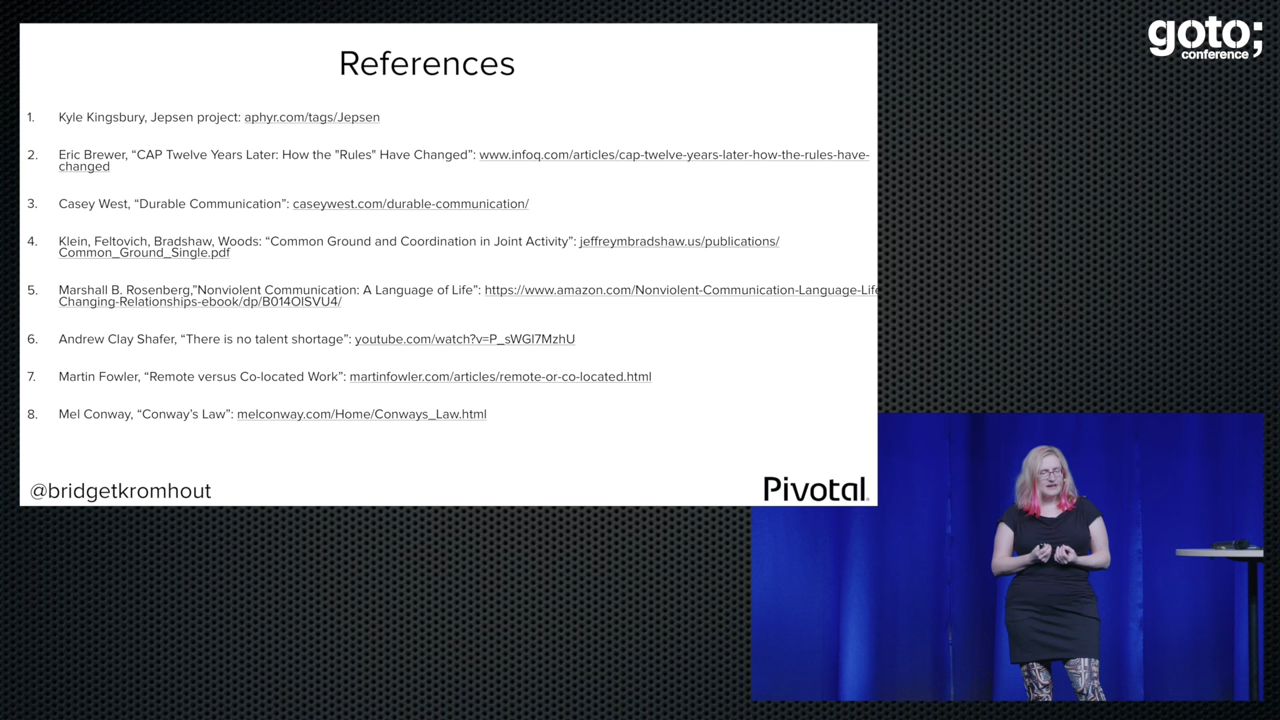 goto;
conference
References
1. Kyle Kingsbury, Jepsen project: aphyr.com/tags/Jepsen
2. Eric Brewer, “CAP Twelve Years Later: How the "Rules" Have Changed”: www.infoq.com/articles/cap-twelve-years-later-how-the-rules-have-
changed
3. Casey West, “Durable Communication”: caseywest.com/durable-communication/
4. Klein, Feltovich, Bradshaw, Woods: “Common Ground and Coordination in Joint Activity”: jeffreymbradshaw.us/publications/
Common_Ground_Single.pdf
5. Marshall B. Rosenberg,”Nonviolent Communication: A Language of Life”: https://www.amazon.com/Nonviolent-Communication-Language-Life
Changing-Relationships-ebook/dp/B014OISVU4/
6. Andrew Clay Shafer, “There is no talent shortage”: youtube.com/watch?v=P_sWGl7MzhU
7. Martin Fowler, “Remote versus Co-located Work”: martinfowler.com/articles/remote-or-co-located.html
8. Mel Conway, “Conway’s Law”: melconway.com/Home/Conways_Law.html
@bridgetkromhout
Pivotal